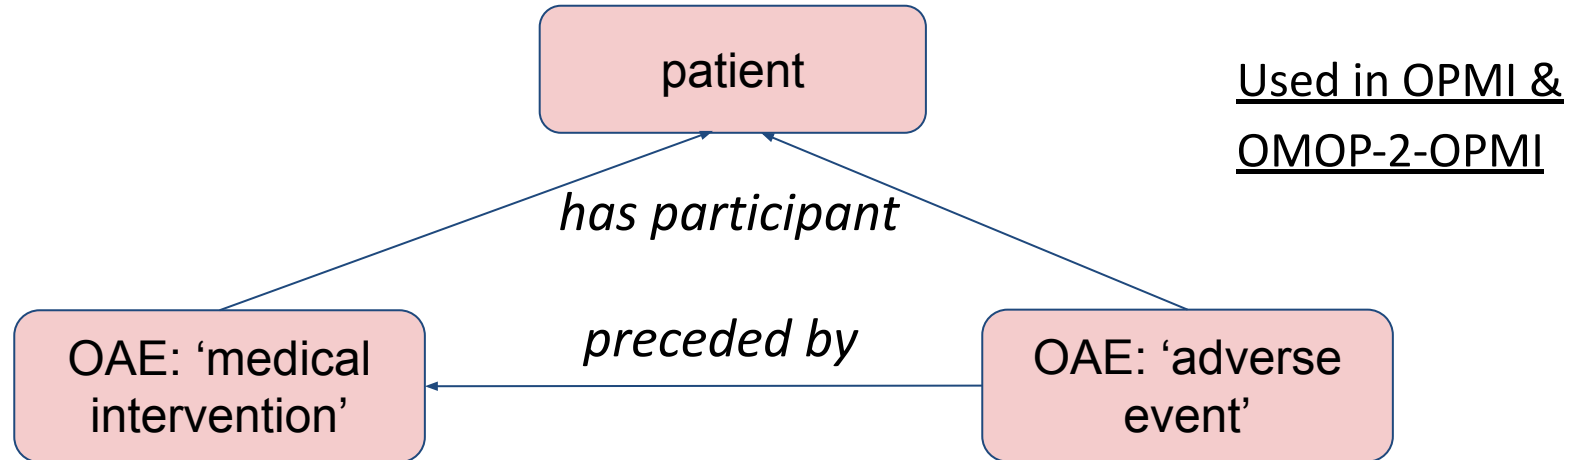 patient
Used in OPMI &
OMOP-2-OPMI
has participant
preceded by
OAE: ‘medical
intervention’
OAE: ‘adverse
event’